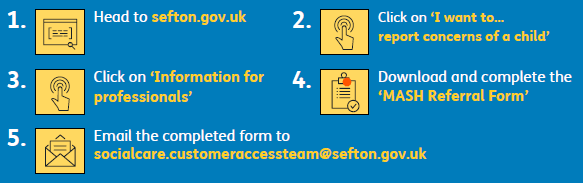 1. Head to sefton.gov.uk
2. Click on ‘I want to...
report concerns of a child’
3. Click on ‘Information for
professionals’
4. Download and complete the
‘MASH Referral Form’
5. Email the completed form to
socialcare.customeraccessteam@sefton.gov.uk